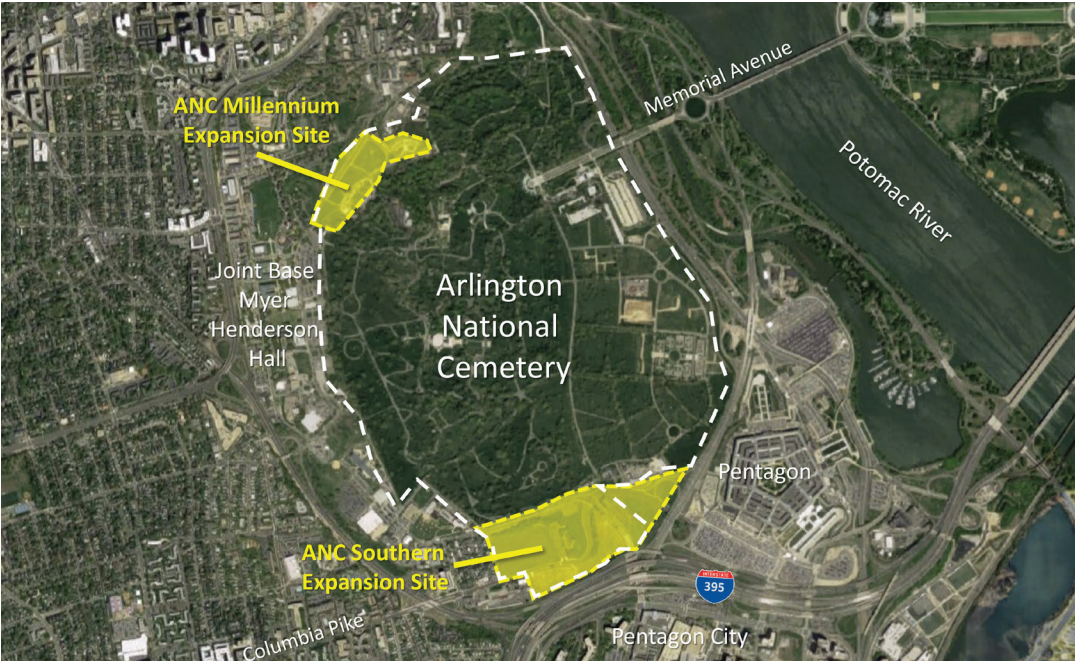 ANC Millennium
Expansion Site
Memorial Avenue
Potomac River
Joint Base
Myer
Henderson
Hall
Arlington
National
Cemetery
Pentagon
ANC Southern
Expansion Site
INTERSTATE
395
Columbia Pike
Pentagon City